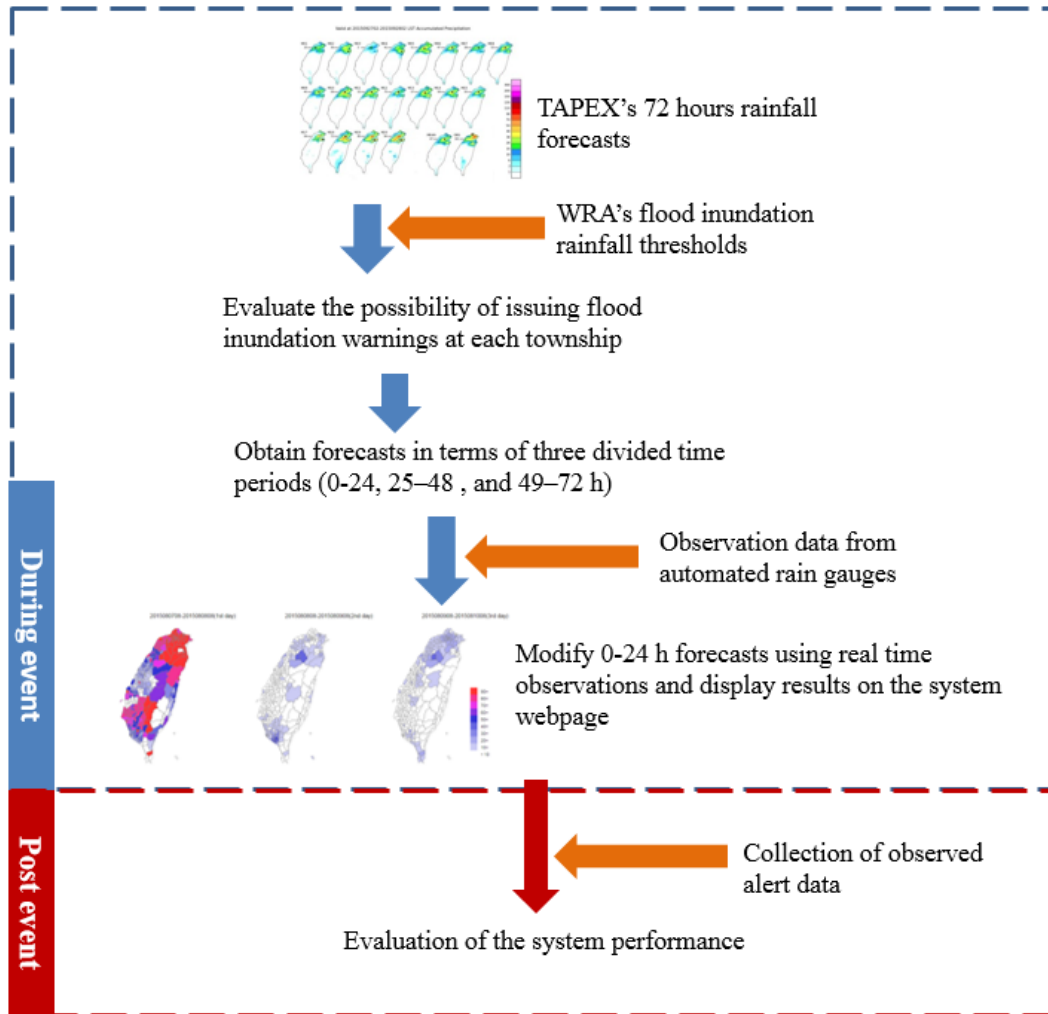 TAPEX's 72 hours rainfall
forecasts
WRA's flood inundation
rainfall thresholds
Evaluate the possibility of issuing flood
inundation warnings at each township
Obtain forecasts in terms of three divided time
periods (0-24, 25–48 , and 49–72 h)
During event
Observation data from
automated rain gauges
Modify 0-24 h forecasts using real time
observations and display results on the system
webpage
Post event
Collection of observed
alert data
Evaluation of the system performance